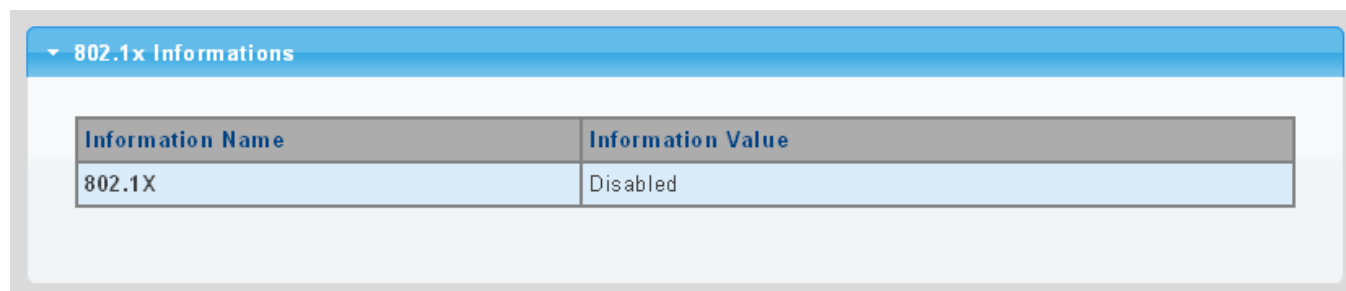 802.1x Informations
Information Name Information Value
802.1X Disabled